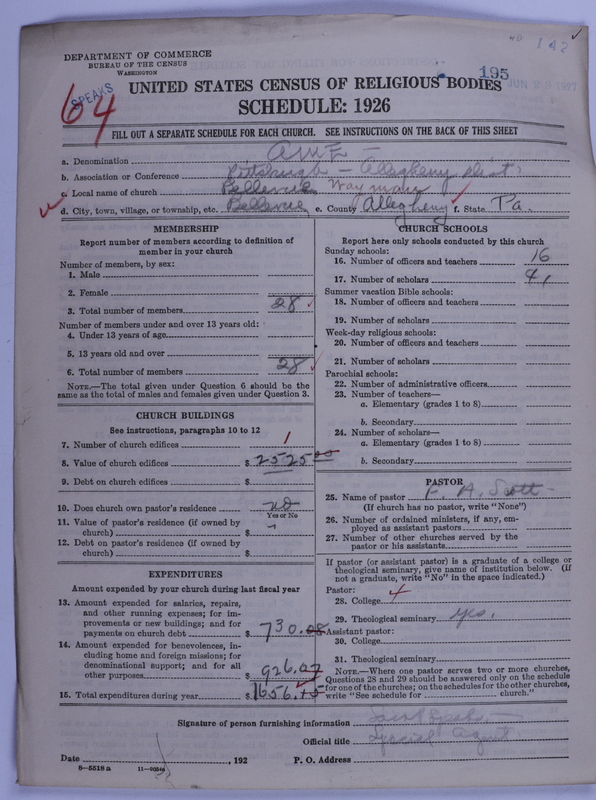 142
DEPARTMENT OF COMMERCE
BUREAU OF THE CENSUS
WASHINGTON
195
JUN 1927
SPEAKS
64
UNITED STATES CENSUS OF RELIGIOUS BODIES
SCHEDULE: 1926
FILL OUT A SEPARATE SCHEDULE FOR EACH CHURCH. SEE INSTRUCTIONS ON THE BACK OF THIS SHEET
a. Denomination AME
b. Association or Conference Pittsburgh - Allegheny Dist.
c. Local name of church Bellevue Wayman
d. City, town, village, or township, etc. Bellevue e. County Allegheny f. State Pa.
MEMBERSHIP
Report number of members according to definition of
member in your church
Number of members, by sex:
1. Male
2. Female
3. Total number of members 28
Number of members under and over 13 years old:
4. Under 13 years of age
5. 13 years old and over
6. Total number of members 28
NOTE.—The total given under Question 6 should be the
same as the total of males and females given under Question 3.
CHURCH BUILDINGS
See instructions, paragraphs 10 to 12
7. Number of church edifices 1
8. Value of church edifices $ 2525.00
9. Debt on church edifices $
10. Does church own pastor's residence no
Yes or No
11. Value of pastor's residence (if owned by
church) $
12. Debt on pastor's residence (if owned by
church) $
EXPENDITURES
Amount expended by your church during last fiscal year
13. Amount expended for salaries, repairs,
and other running expenses; for im-
provements or new buildings; and for
payments on church debt $ 730.08
14. Amount expended for benevolences, in-
cluding home and foreign missions; for
denominational support; and for all
other purposes $ 926.07
15. Total expenditures during year $ 1656.15
CHURCH SCHOOLS
Report here only schools conducted by this church
Sunday schools:
16. Number of officers and teachers 16
17. Number of scholars 41
Summer vacation Bible schools:
18. Number of officers and teachers
19. Number of scholars
Week-day religious schools:
20. Number of officers and teachers
21. Number of scholars
Parochial schools:
22. Number of administrative officers
23. Number of teachers—
a. Elementary (grades 1 to 8)
b. Secondary
24. Number of scholars—
a. Elementary (grades 1 to 8)
b. Secondary
PASTOR
25. Name of pastor A. Scott
(If church has no pastor, write "None")
26. Number of ordained ministers, if any, em-
ployed as assistant pastors
27. Number of other churches served by the
pastor or his assistants
If pastor (or assistant pastor) is a graduate of a college or
theological seminary, give name of institution below. (If
not a graduate, write "No" in the space indicated.)
Pastor:
28. College
29. Theological seminary yes.
Assistant pastor:
30. College
31. Theological seminary
NOTE.—Where one pastor serves two or more churches,
Questions 28 and 29 should be answered only on the schedule
for one of the churches; on the schedules for the other churches,
write "See schedule for church."
Signature of person furnishing information
Official title Special Agent
Date , 192 P. O. Address
8—5518 a